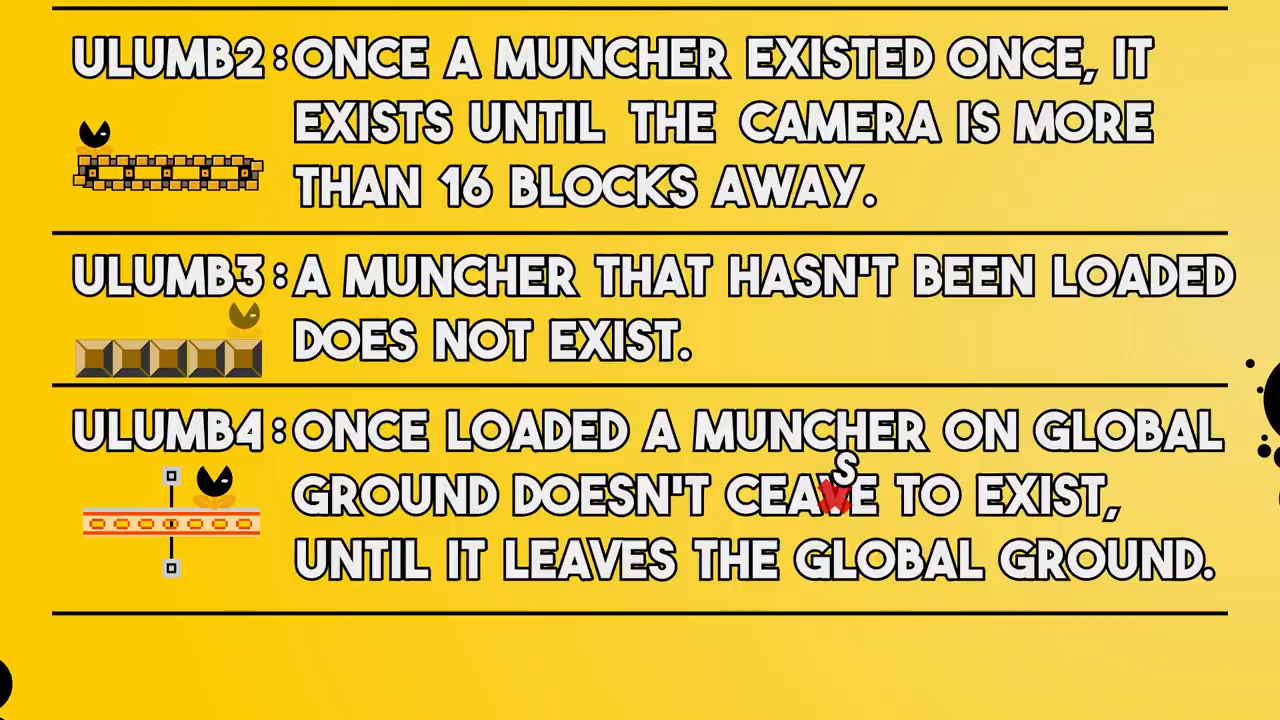 ULUMB2: ONCE A MUNCHER EXISTED ONCE, IT
EXISTS UNTIL THE CAMERA IS MORE
THAN 16 BLOCKS AWAY.
ULUMB3: A MUNCHER THAT HASN'T BEEN LOADED
DOES NOT EXIST.
ULUMB4: ONCE LOADED A MUNCHER ON GLOBAL
S
GROUND DOESN'T CEAVE TO EXIST,
UNTIL IT LEAVES THE GLOBAL GROUND.